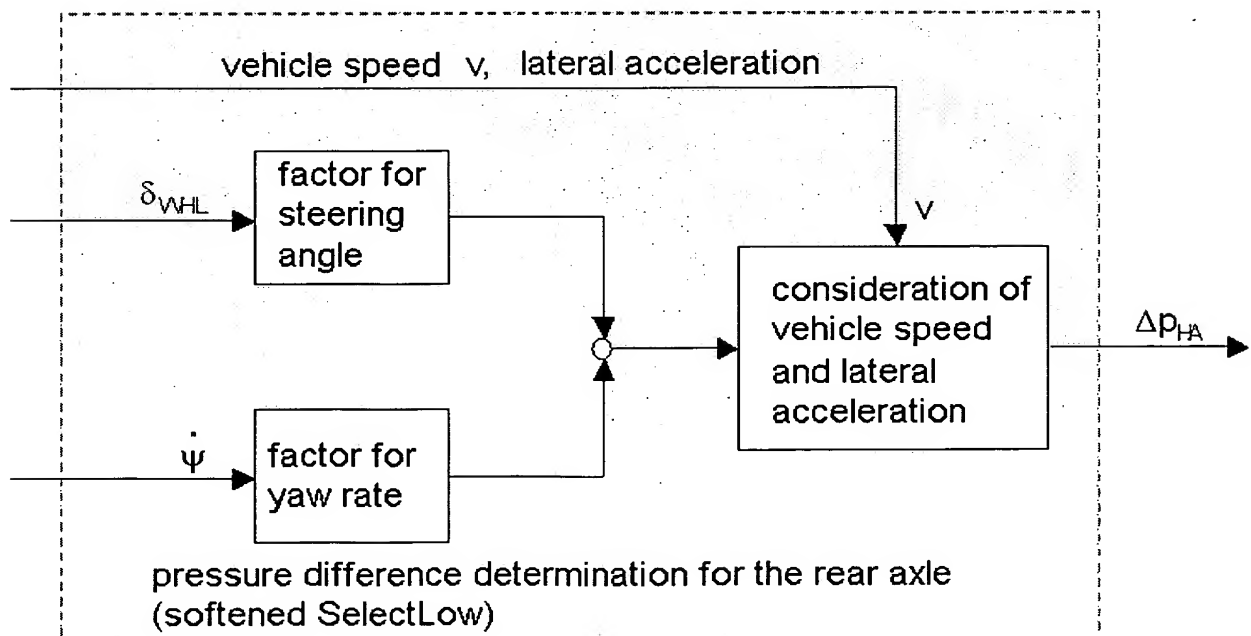 vehicle speed v, lateral acceleration
δWHL
factor for
steering
angle
v
consideration of
vehicle speed
and lateral
acceleration
ΔpHA
ψ̇
factor for
yaw rate
pressure difference determination for the rear axle
(softened SelectLow)